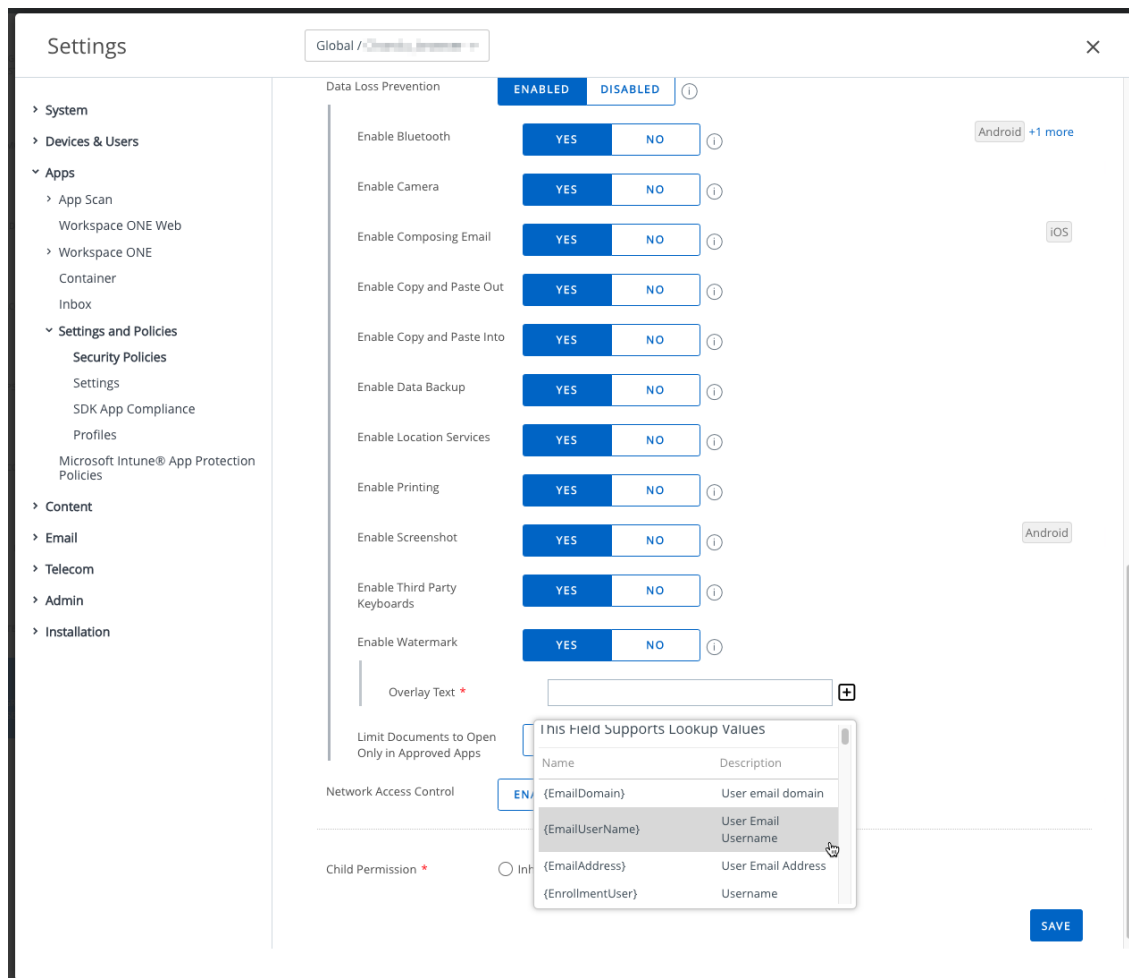 Settings
Global /
System
Devices & Users
Apps
App Scan
Workspace ONE Web
Workspace ONE
Container
Inbox
Settings and Policies
Security Policies
Settings
SDK App Compliance
Profiles
Microsoft Intune® App Protection
Policies
Content
Email
Telecom
Admin
Installation
Data Loss Prevention ENABLED DISABLED
Enable Bluetooth YES NO Android +1 more
Enable Camera YES NO
Enable Composing Email YES NO iOS
Enable Copy and Paste Out YES NO
Enable Copy and Paste Into YES NO
Enable Data Backup YES NO
Enable Location Services YES NO
Enable Printing YES NO
Enable Screenshot YES NO Android
Enable Third Party
Keyboards YES NO
Enable Watermark YES NO
Overlay Text *
This Field Supports Lookup Values
Name Description
{EmailDomain} User email domain
{EmailUserName} User Email
Username
{EmailAddress} User Email Address
{EnrollmentUser} Username
Limit Documents to Open
Only in Approved Apps
Network Access Control ENA
Child Permission * Inh
SAVE